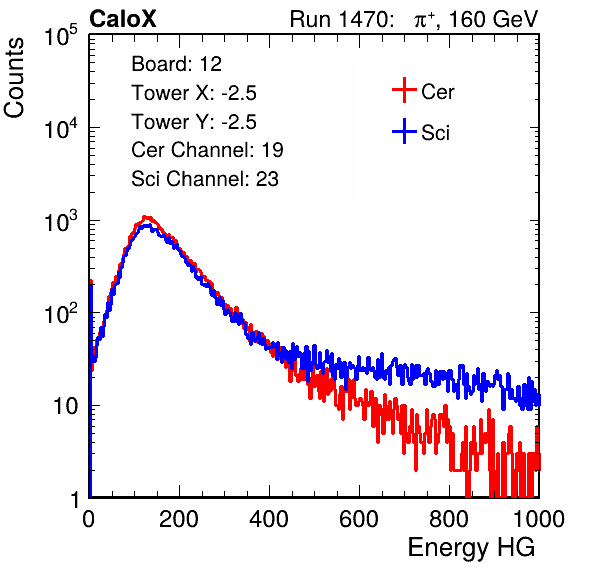 CaloX Run 1470: π⁺, 160 GeV
Board: 12
Tower X: -2.5
Tower Y: -2.5
Cer Channel: 19
Sci Channel: 23
Cer
Sci
Counts
10⁵
10⁴
10³
10²
10
1
0 200 400 600 800 1000
Energy HG